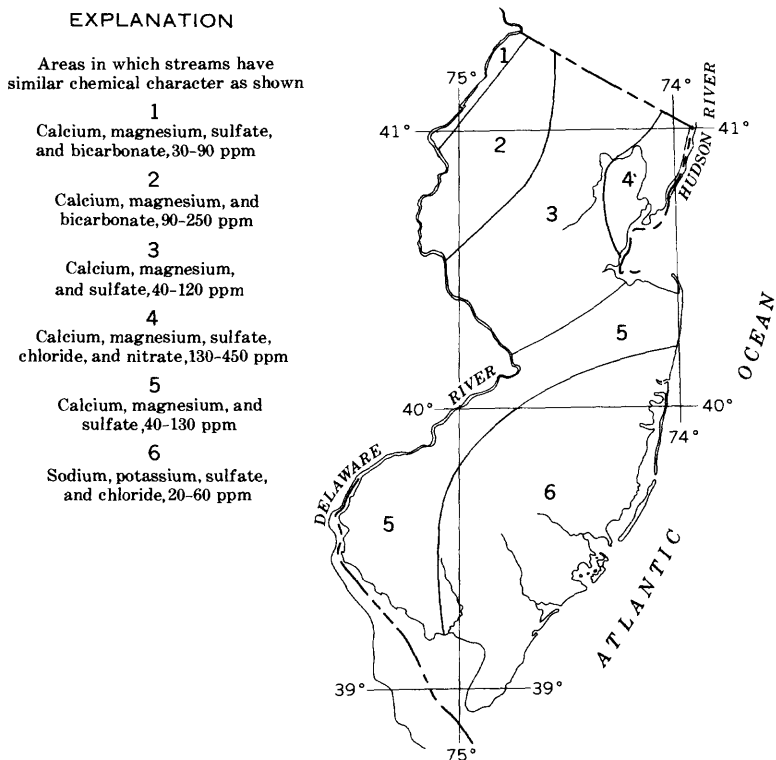 EXPLANATION
Areas in which streams have
similar chemical character as shown
1
Calcium, magnesium, sulfate,
and bicarbonate, 30-90 ppm
2
Calcium, magnesium, and
bicarbonate, 90-250 ppm
3
Calcium, magnesium,
and sulfate, 40-120 ppm
4
Calcium, magnesium, sulfate,
chloride, and nitrate, 130-450 ppm
5
Calcium, magnesium, and
sulfate, 40-130 ppm
6
Sodium, potassium, sulfate,
and chloride, 20-60 ppm
1
75°
74°
HUDSON RIVER
41°
41°
2
4
3
5
OCEAN
DELAWARE RIVER
40°
40°
74°
6
5
ATLANTIC
39°
39°
75°